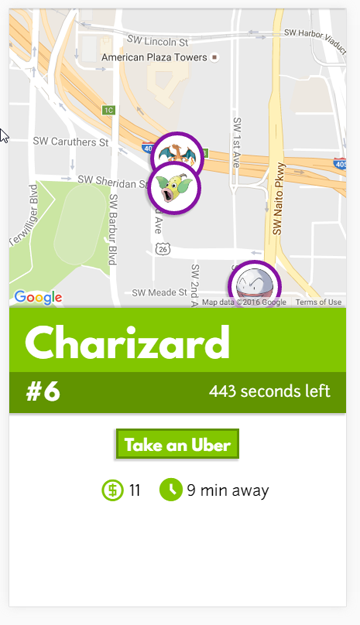 SW Lincoln St
SW Harbor Viaduct
American Plaza Towers
1C
SW Caruthers St
SW 1st Ave
40
405
SW Sheridan S
SW Naito Pkwy
Terwilliger Blvd
SW Barbur Blvd
d Ave
26
SW Meade St
SW 2nd A
Google
Map data ©2016 Google
Terms of Use
Charizard
#6
443 seconds left
Take an Uber
$ 11
9 min away